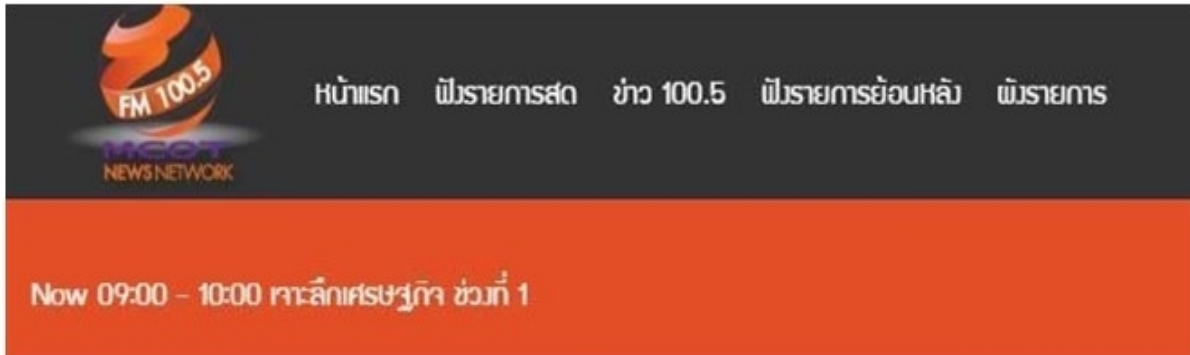 FM 100.5
MCOT
NEWS NETWORK
หน้าแรก ฟังรายการสด ข่าว 100.5 ฟังรายการย้อนหลัง ผังรายการ
Now 09:00 - 10:00 เจาะลึกเศรษฐกิจ ช่วงที่ 1